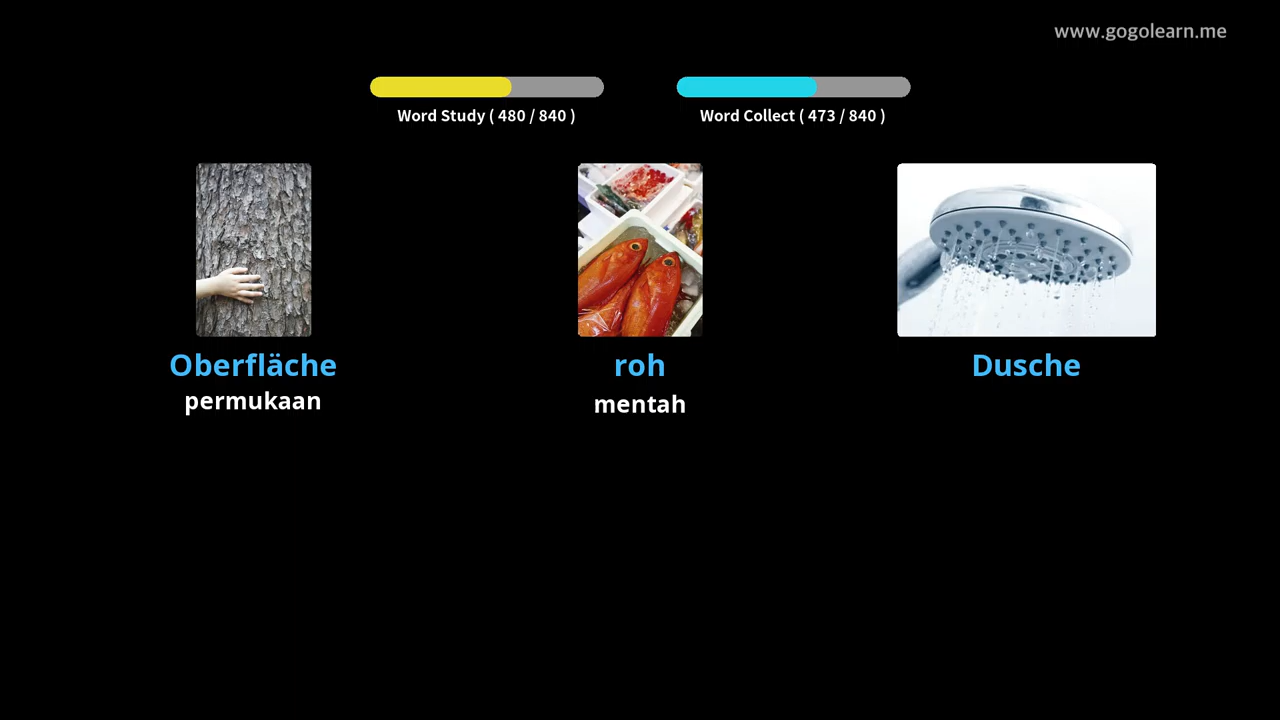 www.gogolearn.me
Word Study ( 480 / 840 )
Word Collect ( 473 / 840 )
Oberfläche
permukaan
roh
mentah
Dusche